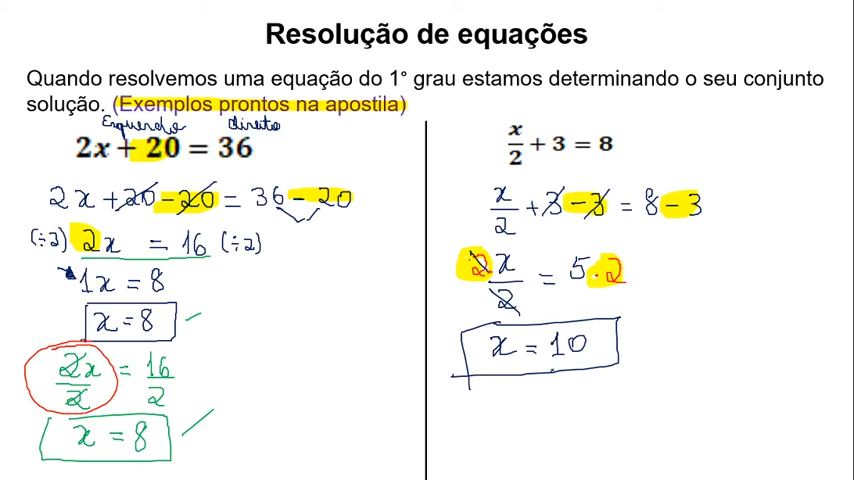 Resolução de equações
Quando resolvemos uma equação do 1° grau estamos determinando o seu conjunto
solução. (Exemplos prontos na apostila)
Esquerdo direito
2x + 20 = 36
2x + 20 - 20 = 36 - 20
(÷2) 2x = 16 (÷2)
1x = 8
x = 8
2x/2 = 16/2
x = 8
x/2 + 3 = 8
x/2 + 3 - 3 = 8 - 3
2x/2 = 5 . 2
x = 10